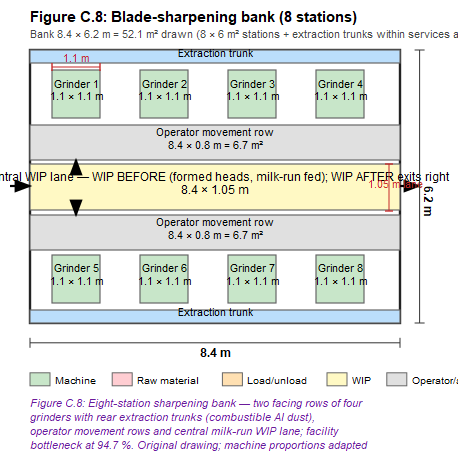 Figure C.8: Blade-sharpening bank (8 stations)
Bank 8.4 × 6.2 m = 52.1 m² drawn (8 × 6 m² stations + extraction trunks within services a
Extraction trunk
1.1 m
Grinder 1 Grinder 2 Grinder 3 Grinder 4
1.1 × 1.1 m 1.1 × 1.1 m 1.1 × 1.1 m 1.1 × 1.1 m
Operator movement row
8.4 × 0.8 m = 6.7 m²
ntral WIP lane — WIP BEFORE (formed heads, milk-run fed); WIP AFTER exits right
8.4 × 1.05 m
1.05 m lane
6.2 m
Operator movement row
8.4 × 0.8 m = 6.7 m²
Grinder 5 Grinder 6 Grinder 7 Grinder 8
1.1 × 1.1 m 1.1 × 1.1 m 1.1 × 1.1 m 1.1 × 1.1 m
Extraction trunk
8.4 m
Machine Raw material Load/unload WIP Operator/a
Figure C.8: Eight-station sharpening bank — two facing rows of four
grinders with rear extraction trunks (combustible Al dust),
operator movement rows and central milk-run WIP lane; facility
bottleneck at 94.7 %. Original drawing; machine proportions adapted